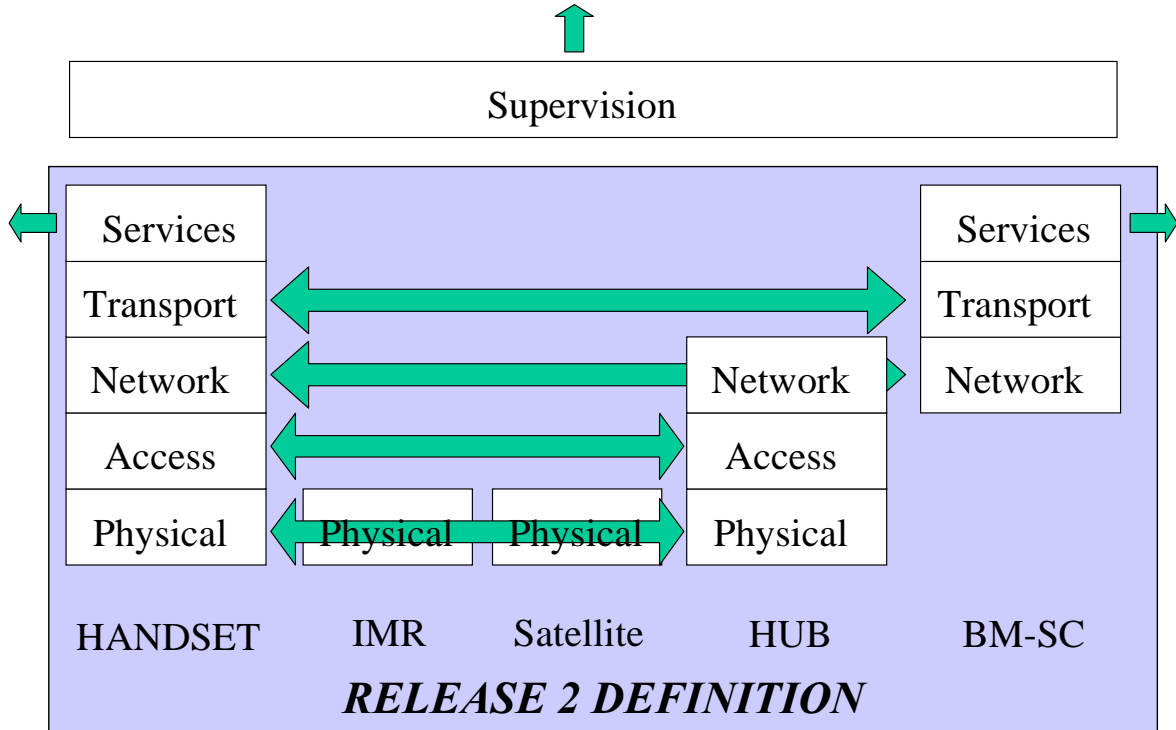 Supervision
Services
Services
Transport
Transport
Network
Network
Network
Access
Access
Physical
Physical
Physical
Physical
HANDSET
IMR
Satellite
HUB
BM-SC
RELEASE 2 DEFINITION